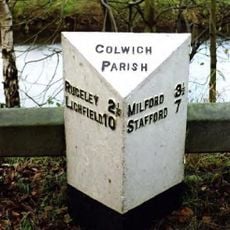 COLWICH
PARISH
RUGELEY 2½
LICHFIELD 10
MILFORD 3½
STAFFORD 7